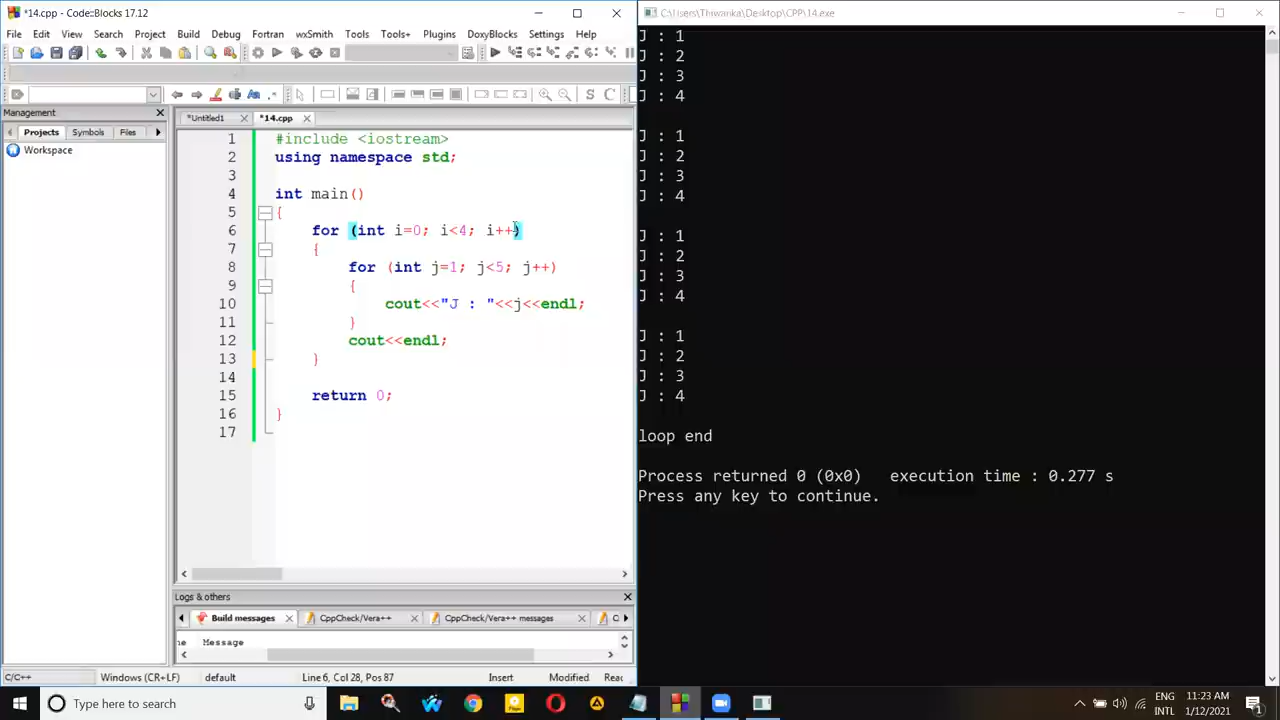 *14.cpp - Code::Blocks 17.12
File Edit View Search Project Build Debug Fortran wxSmith Tools Tools+ Plugins DoxyBlocks Settings Help
Management
Projects Symbols Files
Workspace
*Untitled1 *14.cpp
1 #include <iostream>
2 using namespace std;
3
4 int main()
5 {
6 for (int i=0; i<4; i++)
7 {
8 for (int j=1; j<5; j++)
9 {
10 cout<<"J : "<<j<<endl;
11 }
12 cout<<endl;
13 }
14
15 return 0;
16 }
17
Logs & others
Build messages CppCheck/Vera++ CppCheck/Vera++ messages
Message
C/C++ Windows (CR+LF) default Line 6, Col 28, Pos 87 Insert Modified
C:\Users\Thiwanka\Desktop\CPP\14.exe
J : 1
J : 2
J : 3
J : 4
J : 1
J : 2
J : 3
J : 4
J : 1
J : 2
J : 3
J : 4
J : 1
J : 2
J : 3
J : 4
loop end
Process returned 0 (0x0) execution time : 0.277 s
Press any key to continue.
Type here to search
ENG
INTL
11:23 AM
1/12/2021